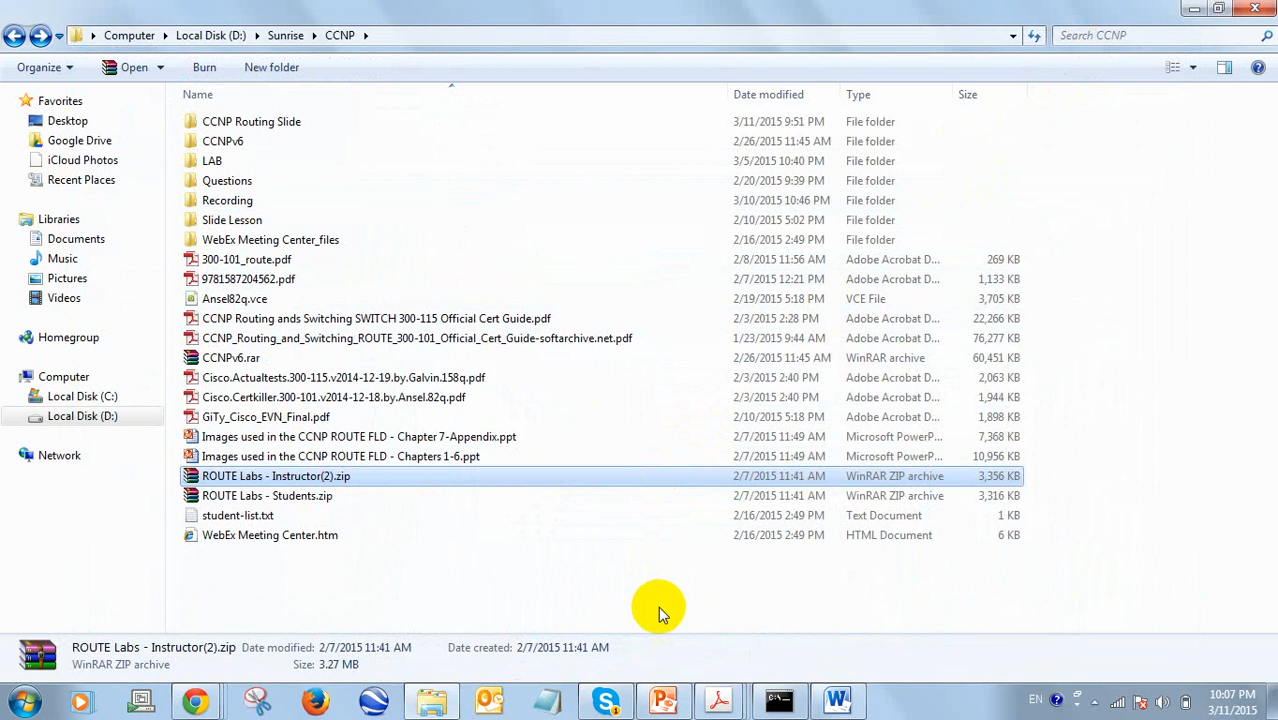 Computer Local Disk (D:) Sunrise CCNP Search CCNP
Organize Open Burn New folder
Name Date modified Type Size
Favorites
Desktop
Google Drive
iCloud Photos
Recent Places
Libraries
Documents
Music
Pictures
Videos
Homegroup
Computer
Local Disk (C:)
Local Disk (D:)
Network
CCNP Routing Slide 3/11/2015 9:51 PM File folder
CCNPv6 2/26/2015 11:45 AM File folder
LAB 3/5/2015 10:40 PM File folder
Questions 2/20/2015 9:39 PM File folder
Recording 3/10/2015 10:46 PM File folder
Slide Lesson 2/10/2015 5:02 PM File folder
WebEx Meeting Center_files 2/16/2015 2:49 PM File folder
300-101_route.pdf 2/8/2015 11:56 AM Adobe Acrobat D... 269 KB
9781587204562.pdf 2/7/2015 12:21 PM Adobe Acrobat D... 1,133 KB
Ansel82q.vce 2/19/2015 5:18 PM VCE File 3,705 KB
CCNP Routing ands Switching SWITCH 300-115 Official Cert Guide.pdf 2/3/2015 2:28 PM Adobe Acrobat D... 22,266 KB
CCNP_Routing_and_Switching_ROUTE_300-101_Official_Cert_Guide-softarchive.net.pdf 1/23/2015 9:44 AM Adobe Acrobat D... 76,277 KB
CCNPv6.rar 2/26/2015 11:45 AM WinRAR archive 60,451 KB
Cisco.Actualtests.300-115.v2014-12-19.by.Galvin.158q.pdf 2/3/2015 2:40 PM Adobe Acrobat D... 2,063 KB
Cisco.Certkiller.300-101.v2014-12-18.by.Ansel.82q.pdf 2/3/2015 2:40 PM Adobe Acrobat D... 1,944 KB
GiTy_Cisco_EVN_Final.pdf 2/10/2015 5:02 PM Adobe Acrobat D... 1,898 KB
Images used in the CCNP ROUTE FLD - Chapter 7-Appendix.ppt 2/7/2015 11:49 AM Microsoft PowerP... 7,368 KB
Images used in the CCNP ROUTE FLD - Chapters 1-6.ppt 2/7/2015 11:49 AM Microsoft PowerP... 10,956 KB
ROUTE Labs - Instructor(2).zip 2/7/2015 11:41 AM WinRAR ZIP archive 3,356 KB
ROUTE Labs - Students.zip 2/7/2015 11:41 AM WinRAR ZIP archive 3,316 KB
student-list.txt 2/16/2015 2:49 PM Text Document 1 KB
WebEx Meeting Center.htm 2/16/2015 2:49 PM HTML Document 6 KB
ROUTE Labs - Instructor(2).zip Date modified: 2/7/2015 11:41 AM Date created: 2/7/2015 11:41 AM
WinRAR ZIP archive Size: 3.27 MB
EN 10:07 PM
3/11/2015